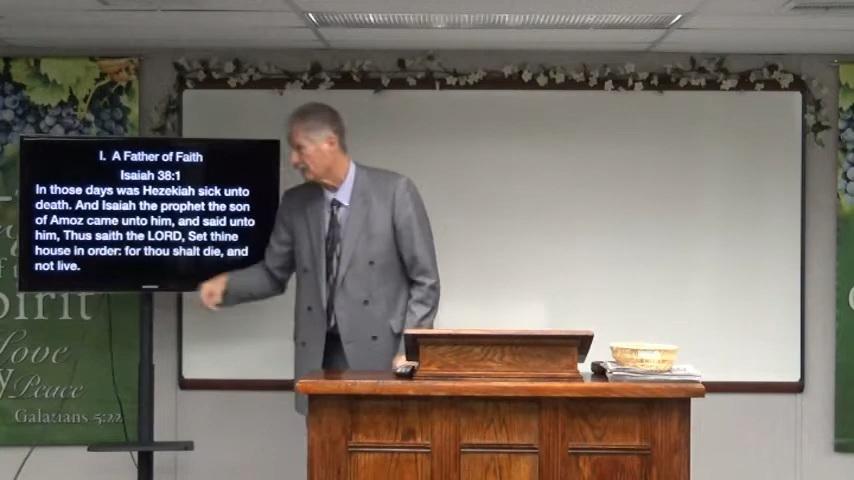 I. A Father of Faith
Isaiah 38:1
In those days was Hezekiah sick unto
death. And Isaiah the prophet the son
of Amoz came unto him, and said unto
him, Thus saith the LORD, Set thine
house in order: for thou shalt die, and
not live.
Spirit
love
Peace
Galatians 5:22